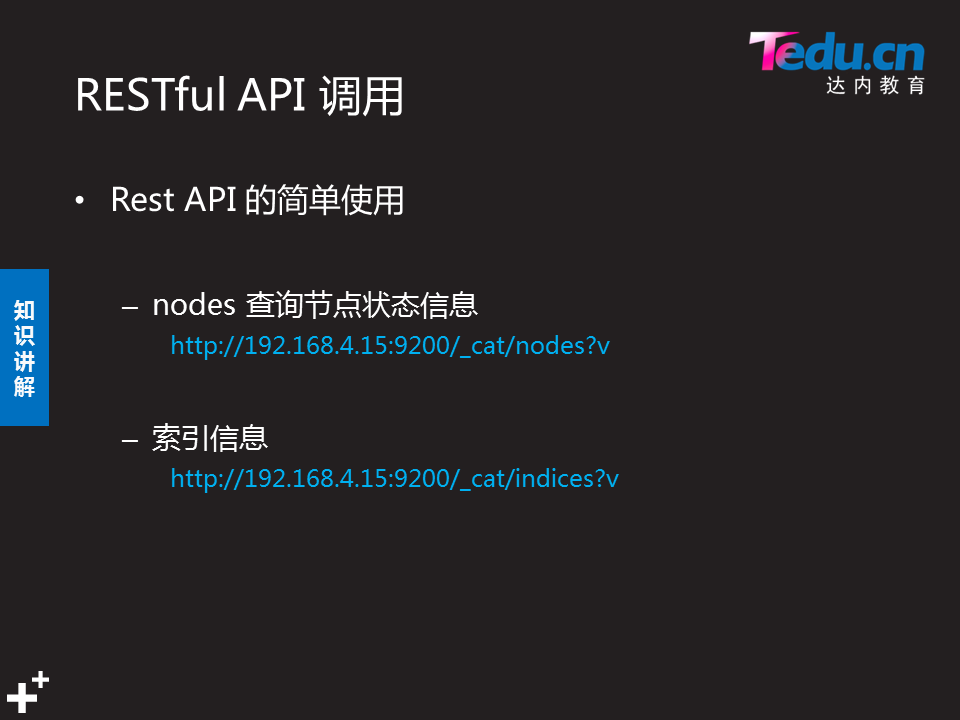 Tedu.cn
达内教育
RESTful API 调用
• Rest API 的简单使用
– nodes 查询节点状态信息
http://192.168.4.15:9200/_cat/nodes?v
知识讲解
– 索引信息
http://192.168.4.15:9200/_cat/indices?v